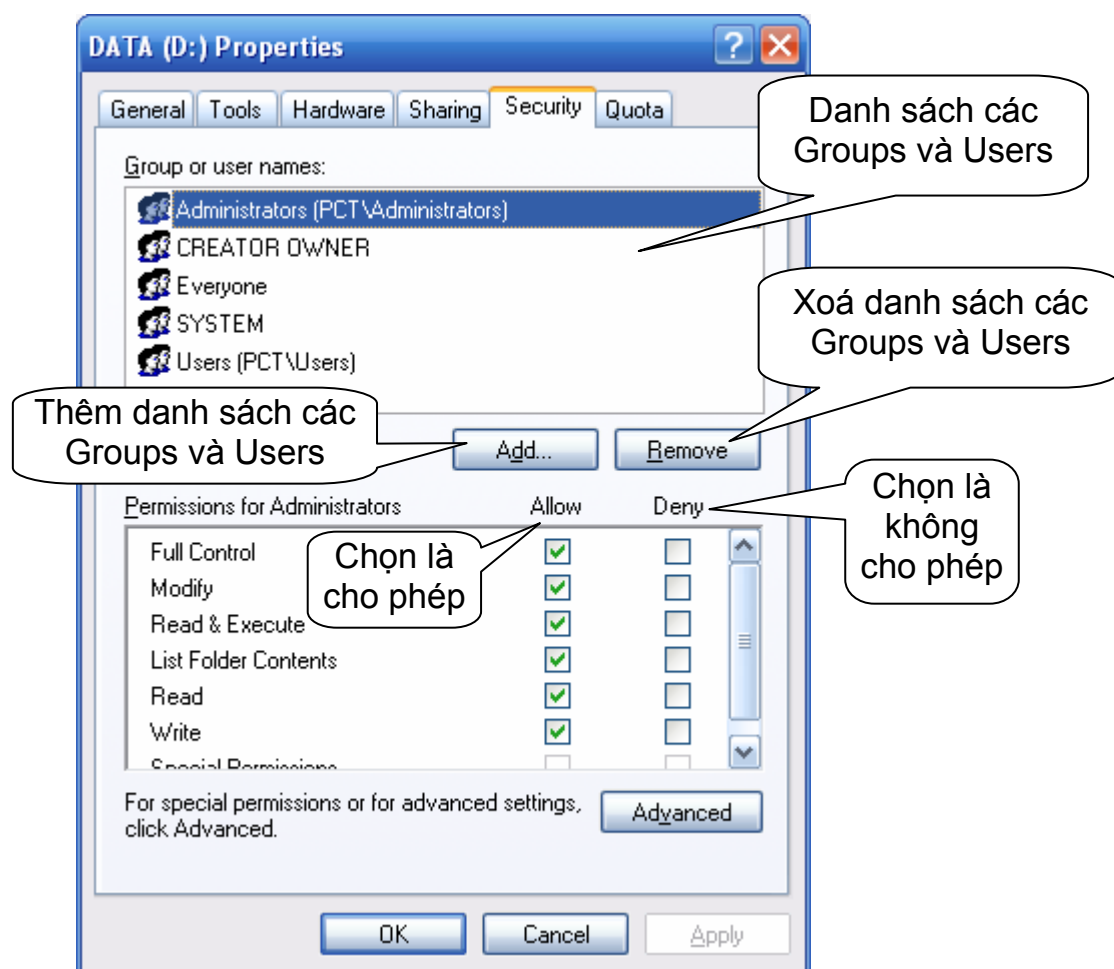 DATA (D:) Properties
General Tools Hardware Sharing Security Quota
Danh sách các
Groups và Users
Group or user names:
Administrators (PCT\Administrators)
CREATOR OWNER
Everyone
SYSTEM
Users (PCT\Users)
Xoá danh sách các
Groups và Users
Thêm danh sách các
Groups và Users
Add... Remove
Permissions for Administrators Allow Deny
Chọn là
không
cho phép
Chọn là
cho phép
Full Control
Modify
Read & Execute
List Folder Contents
Read
Write
Special Permissions
For special permissions or for advanced settings,
click Advanced.
Advanced
OK Cancel Apply